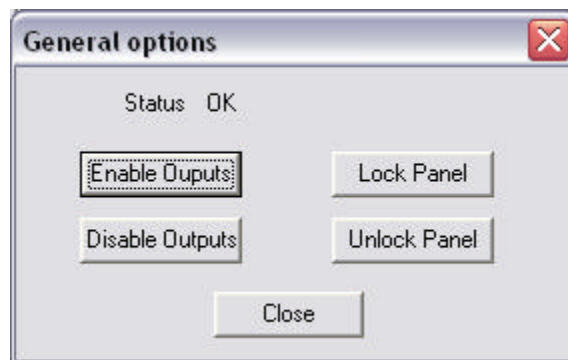 General options
Status OK
Enable Ouputs Lock Panel
Disable Outputs Unlock Panel
Close